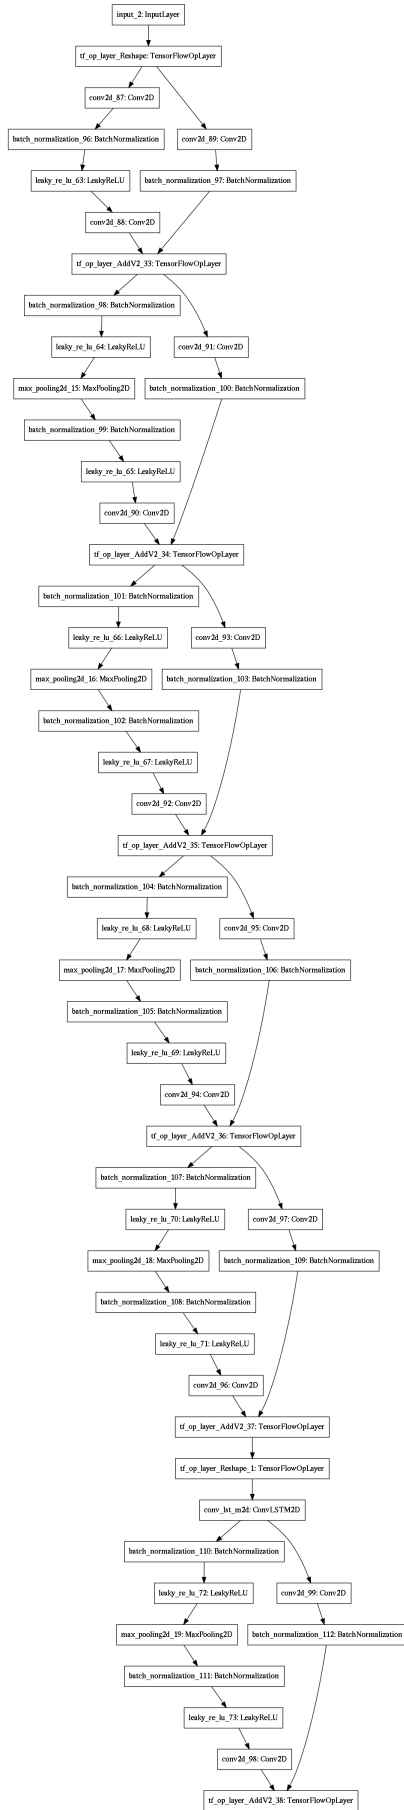 input_2: InputLayer
tf_op_layer_Reshape: TensorFlowOpLayer
conv2d_87: Conv2D
batch_normalization_96: BatchNormalization
conv2d_89: Conv2D
leaky_re_lu_63: LeakyReLU
batch_normalization_97: BatchNormalization
conv2d_88: Conv2D
tf_op_layer_AddV2_33: TensorFlowOpLayer
batch_normalization_98: BatchNormalization
leaky_re_lu_64: LeakyReLU
conv2d_91: Conv2D
max_pooling2d_15: MaxPooling2D
batch_normalization_100: BatchNormalization
batch_normalization_99: BatchNormalization
leaky_re_lu_65: LeakyReLU
conv2d_90: Conv2D
tf_op_layer_AddV2_34: TensorFlowOpLayer
batch_normalization_101: BatchNormalization
leaky_re_lu_66: LeakyReLU
conv2d_93: Conv2D
max_pooling2d_16: MaxPooling2D
batch_normalization_103: BatchNormalization
batch_normalization_102: BatchNormalization
leaky_re_lu_67: LeakyReLU
conv2d_92: Conv2D
tf_op_layer_AddV2_35: TensorFlowOpLayer
batch_normalization_104: BatchNormalization
leaky_re_lu_68: LeakyReLU
conv2d_95: Conv2D
max_pooling2d_17: MaxPooling2D
batch_normalization_106: BatchNormalization
batch_normalization_105: BatchNormalization
leaky_re_lu_69: LeakyReLU
conv2d_94: Conv2D
tf_op_layer_AddV2_36: TensorFlowOpLayer
batch_normalization_107: BatchNormalization
leaky_re_lu_70: LeakyReLU
conv2d_97: Conv2D
max_pooling2d_18: MaxPooling2D
batch_normalization_109: BatchNormalization
batch_normalization_108: BatchNormalization
leaky_re_lu_71: LeakyReLU
conv2d_96: Conv2D
tf_op_layer_AddV2_37: TensorFlowOpLayer
tf_op_layer_Reshape_1: TensorFlowOpLayer
conv_lst_m2d: ConvLSTM2D
batch_normalization_110: BatchNormalization
leaky_re_lu_72: LeakyReLU
conv2d_99: Conv2D
max_pooling2d_19: MaxPooling2D
batch_normalization_112: BatchNormalization
batch_normalization_111: BatchNormalization
leaky_re_lu_73: LeakyReLU
conv2d_98: Conv2D
tf_op_layer_AddV2_38: TensorFlowOpLayer